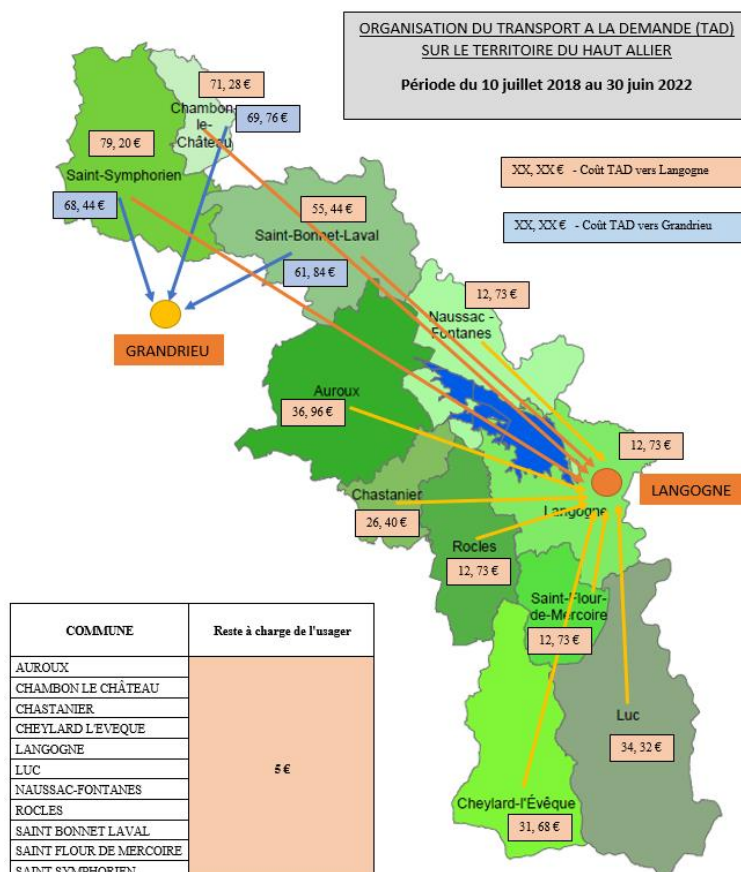 ORGANISATION DU TRANSPORT A LA DEMANDE (TAD)
SUR LE TERRITOIRE DU HAUT ALLIER
Période du 10 juillet 2018 au 30 juin 2022
XX, XX € - Coût TAD vers Langogne
XX, XX € - Coût TAD vers Grandrieu
71, 28 €
Chambon-
le-
Château
69, 76 €
79, 20 €
Saint-Symphorien
68, 44 €
55, 44 €
Saint-Bonnet-Laval
61, 84 €
GRANDRIEU
12, 73 €
Naussac -
Fontanes
Auroux
36, 96 €
12, 73 €
LANGOGNE
Langogne
Chastanier
26, 40 €
Rocles
12, 73 €
Saint-Flour-
de-Mercoire
12, 73 €
Luc
34, 32 €
Cheylard-l'Évêque
31, 68 €
COMMUNE
Reste à charge de l'usager
AUROUX
CHAMBON LE CHÂTEAU
CHASTANIER
CHEYLARD L'EVEQUE
LANGOGNE
LUC
5 €
NAUSSAC-FONTANES
ROCLES
SAINT BONNET LAVAL
SAINT FLOUR DE MERCOIRE
SAINT SYMPHORIEN